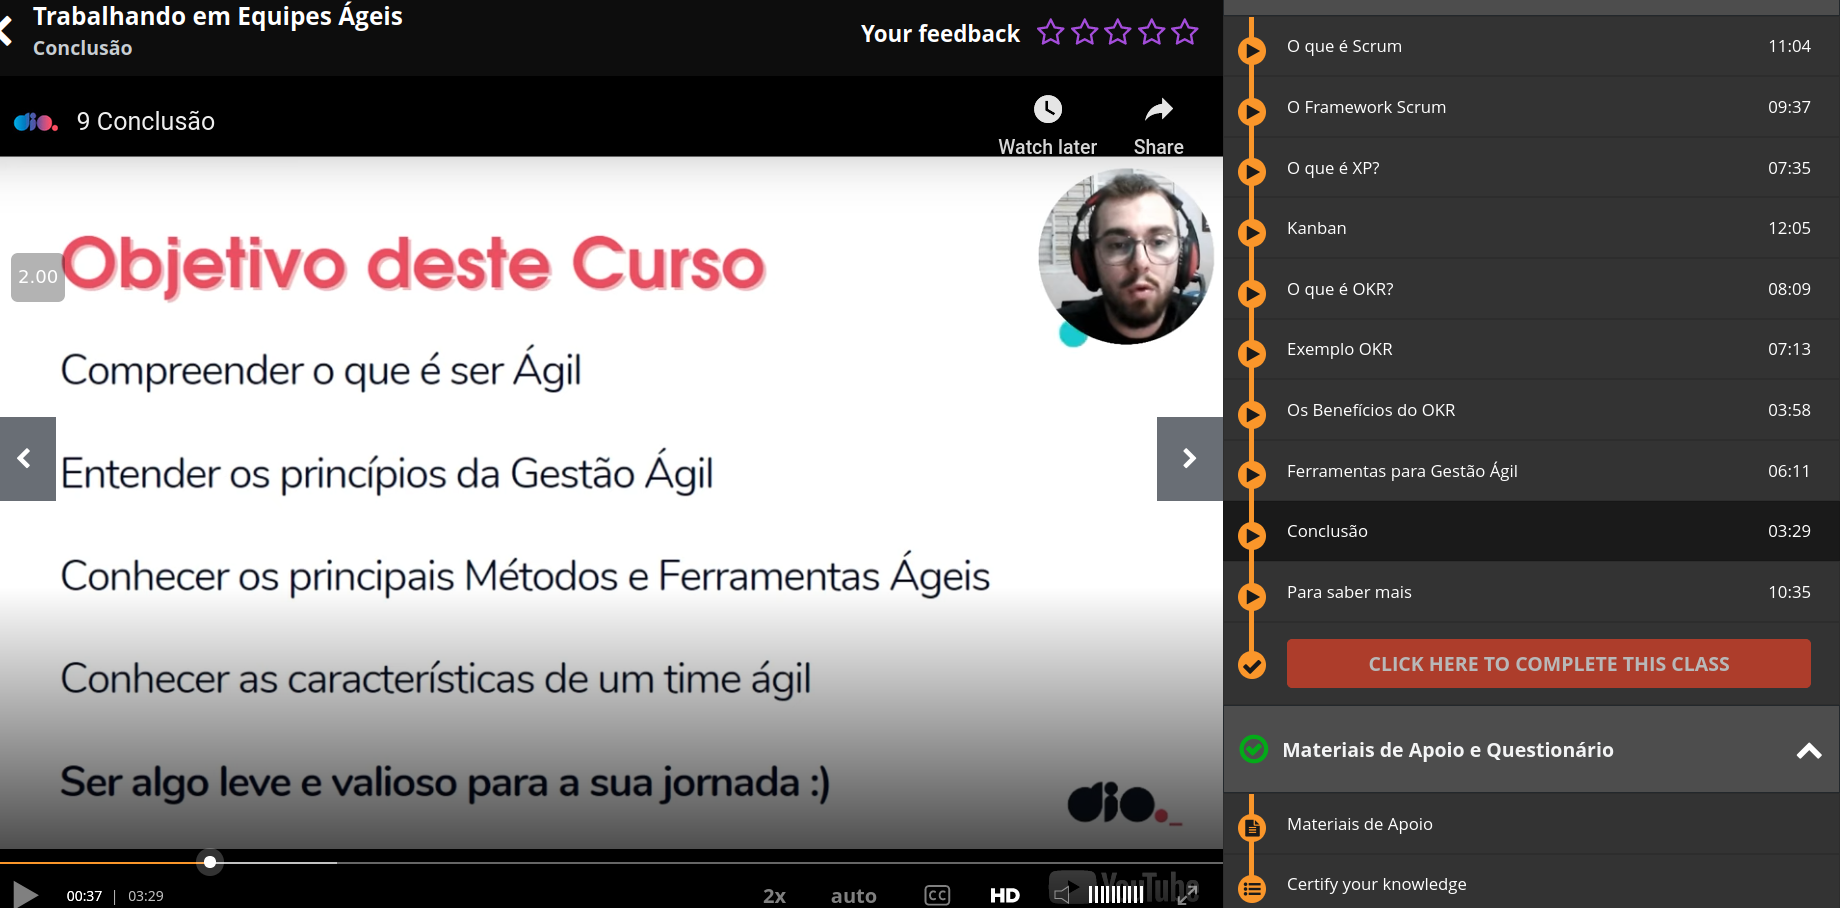 Trabalhando em Equipes Ágeis
Conclusão
Your feedback
dio.
9 Conclusão
Watch later
Share
2.00
Objetivo deste Curso
Compreender o que é ser Ágil
Entender os princípios da Gestão Ágil
Conhecer os principais Métodos e Ferramentas Ágeis
Conhecer as características de um time ágil
Ser algo leve e valioso para a sua jornada :)
dio._
00:37 | 03:29
2x
auto
CC
HD
YouTube
O que é Scrum 11:04
O Framework Scrum 09:37
O que é XP? 07:35
Kanban 12:05
O que é OKR? 08:09
Exemplo OKR 07:13
Os Benefícios do OKR 03:58
Ferramentas para Gestão Ágil 06:11
Conclusão 03:29
Para saber mais 10:35
CLICK HERE TO COMPLETE THIS CLASS
Materiais de Apoio e Questionário
Materiais de Apoio
Certify your knowledge